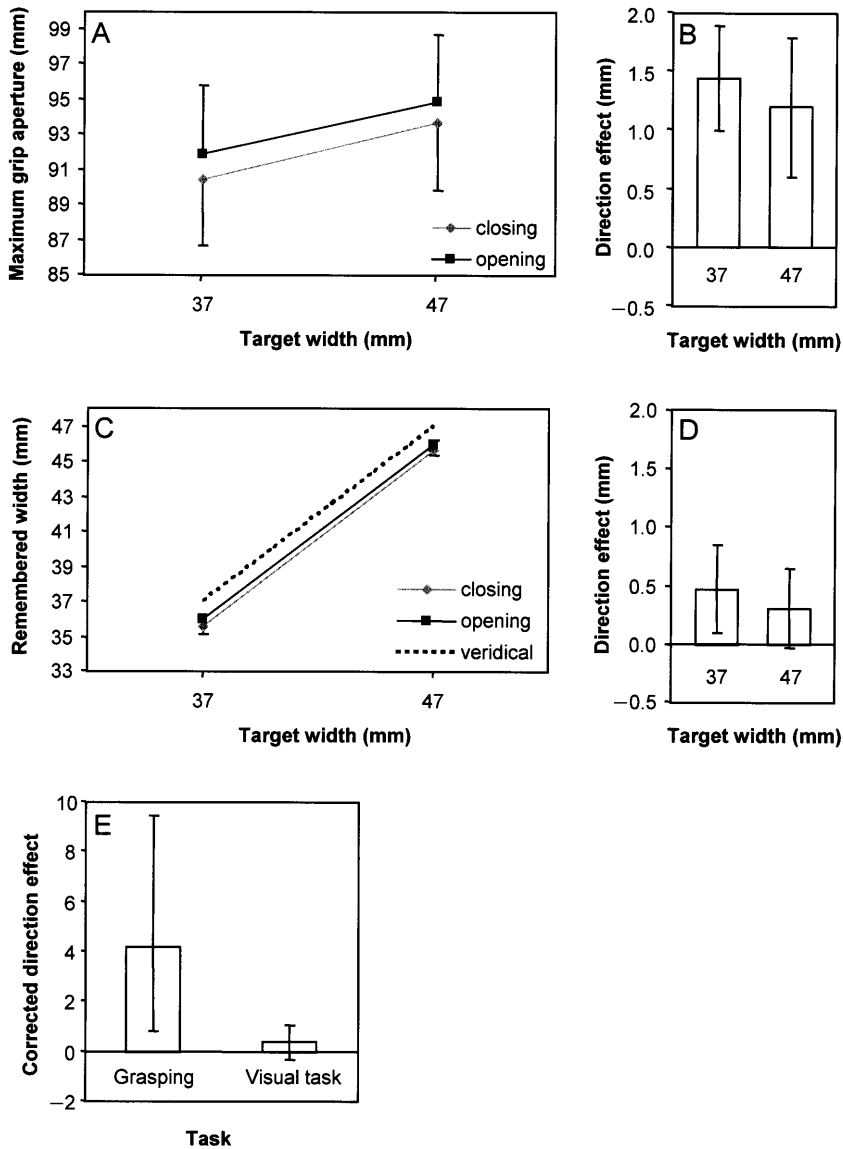 A
Maximum grip aperture (mm)
99
97
95
93
91
89
87
85
closing
opening
37
47
Target width (mm)
B
Direction effect (mm)
2.0
1.5
1.0
0.5
0.0
−0.5
37
47
Target width (mm)
C
Remembered width (mm)
47
45
43
41
39
37
35
33
closing
opening
veridical
37
47
Target width (mm)
D
Direction effect (mm)
2.0
1.5
1.0
0.5
0.0
−0.5
37
47
Target width (mm)
E
Corrected direction effect
10
8
6
4
2
0
−2
Grasping
Visual task
Task